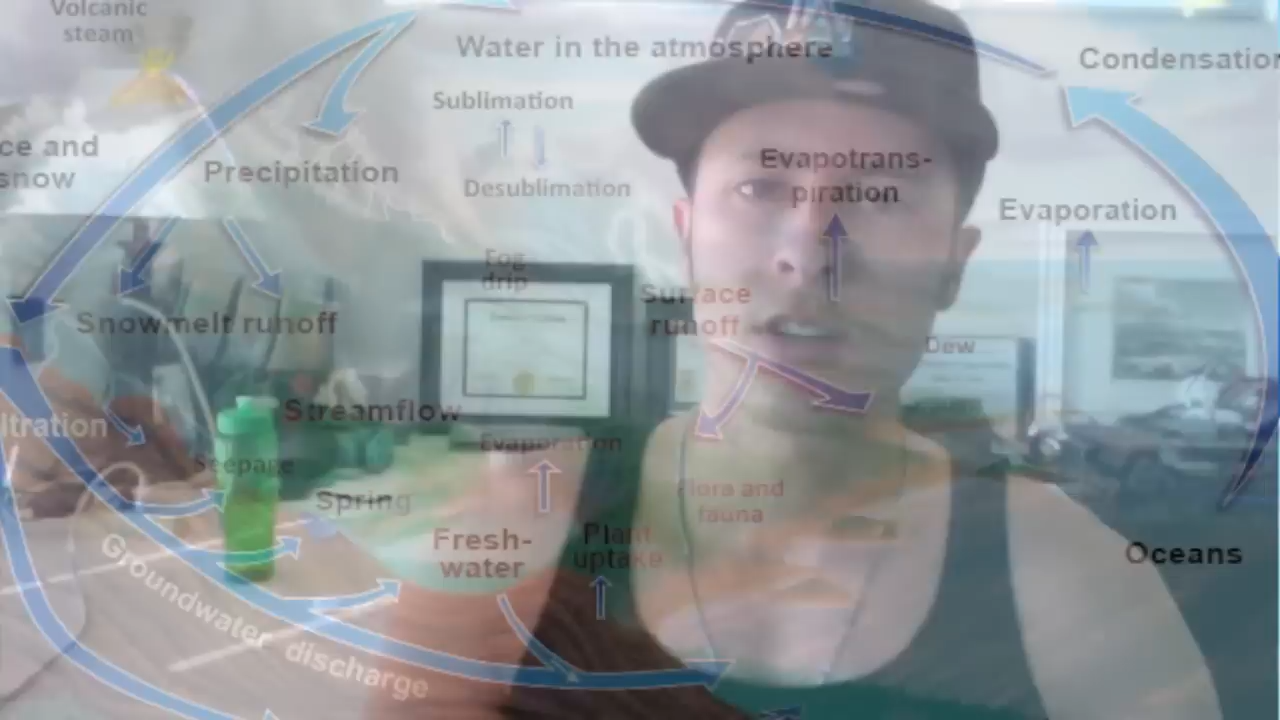 Volcanic
steam
Water in the atmosphere
Condensation
Sublimation
ce and
snow
Precipitation
Desublimation
Evapotrans-
piration
Evaporation
Fog
drip
Surface
runoff
Snowmelt runoff
Dew
Streamflow
ltration
Evaporation
Seepage
Spring
Flora and
fauna
Fresh-
water
Plant
uptake
Oceans
Groundwater discharge